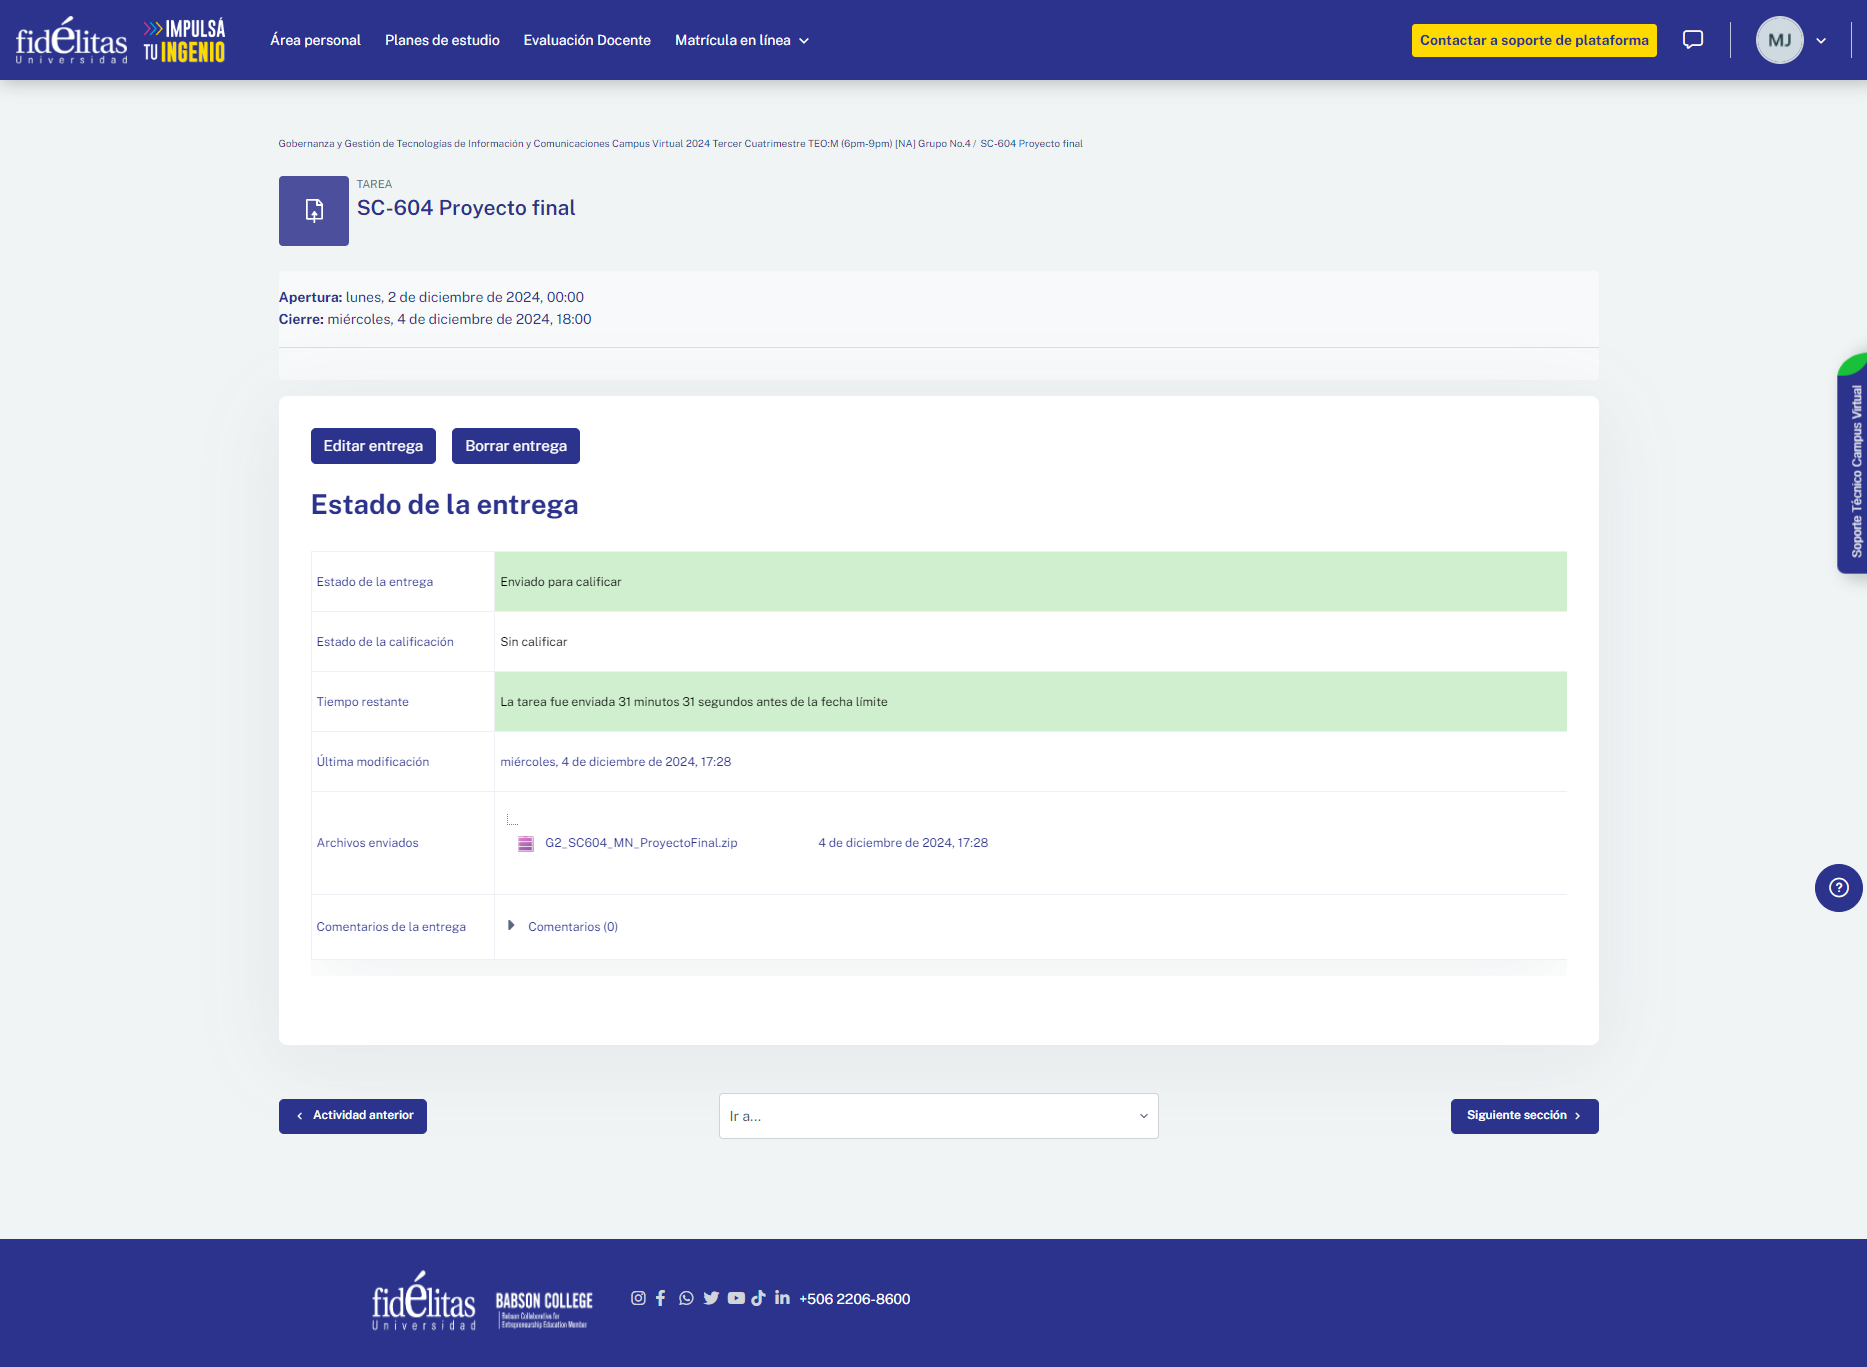 fidélitas
Universidad
IMPULSÁ
TU INGENIO
Área personal
Planes de estudio
Evaluación Docente
Matrícula en línea
Contactar a soporte de plataforma
MJ
Gobernanza y Gestión de Tecnologías de Información y Comunicaciones Campus Virtual 2024 Tercer Cuatrimestre TEO:M (6pm-9pm) [NA] Grupo No.4 / SC-604 Proyecto final
TAREA
SC-604 Proyecto final
Apertura: lunes, 2 de diciembre de 2024, 00:00
Cierre: miércoles, 4 de diciembre de 2024, 18:00
Soporte Técnico Campus Virtual
Editar entrega
Borrar entrega
Estado de la entrega
Estado de la entrega
Enviado para calificar
Estado de la calificación
Sin calificar
Tiempo restante
La tarea fue enviada 31 minutos 31 segundos antes de la fecha límite
Última modificación
miércoles, 4 de diciembre de 2024, 17:28
Archivos enviados
G2_SC604_MN_ProyectoFinal.zip
4 de diciembre de 2024, 17:28
Comentarios de la entrega
Comentarios (0)
Actividad anterior
Ir a...
Siguiente sección
fidélitas
Universidad
BABSON COLLEGE
Babson Collaborative for
Entrepreneurship Education Member
+506 2206-8600